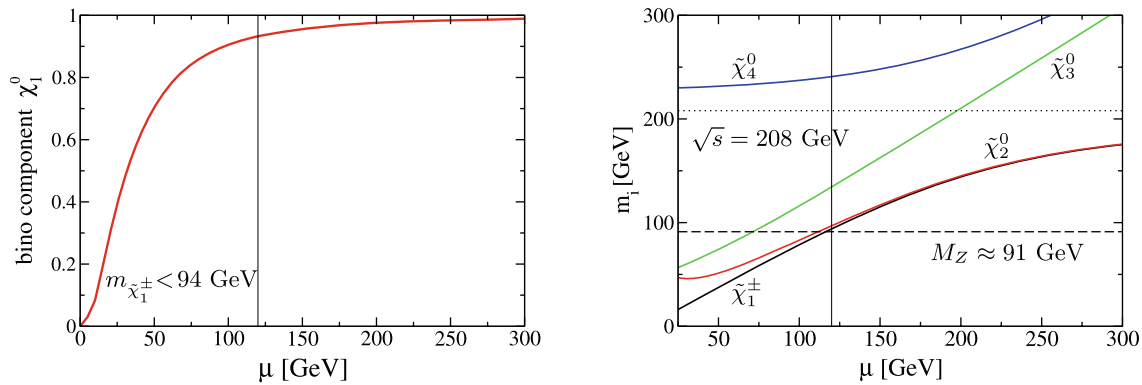 bino component χ₁⁰
1
0.8
0.6
0.4
0.2
0
m_{χ̃₁^±} < 94 GeV
0 50 100 150 200 250 300
μ [GeV]
m_i [GeV]
300
200
100
0
χ̃₄⁰
χ̃₃⁰
√s = 208 GeV
χ̃₂⁰
M_Z ≈ 91 GeV
χ̃₁^±
50 100 150 200 250 300
μ [GeV]